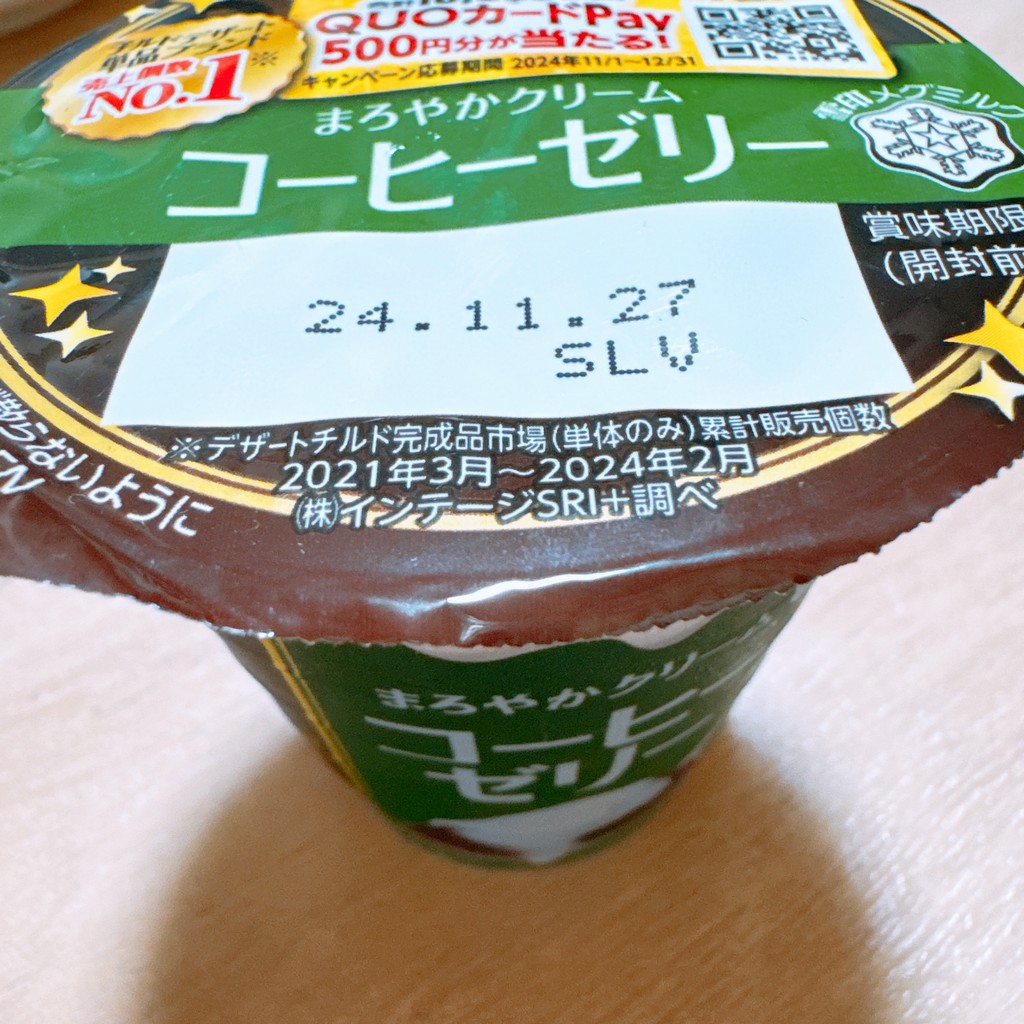 QUOカードPay
500円分が当たる!
キャンペーン応募期間 2024年11/1〜12/31
チルドデザート
単品ブランド
売上個数※
NO.1
まろやかクリーム
コーヒーゼリー
雪印メグミルク
賞味期限
(開封前
24.11.27
SLV
※デザートチルド完成品市場(単体のみ)累計販売個数
2021年3月〜2024年2月
㈱インテージSRI+調べ
散らないように
まろやかクリー
コーヒー
ゼリー